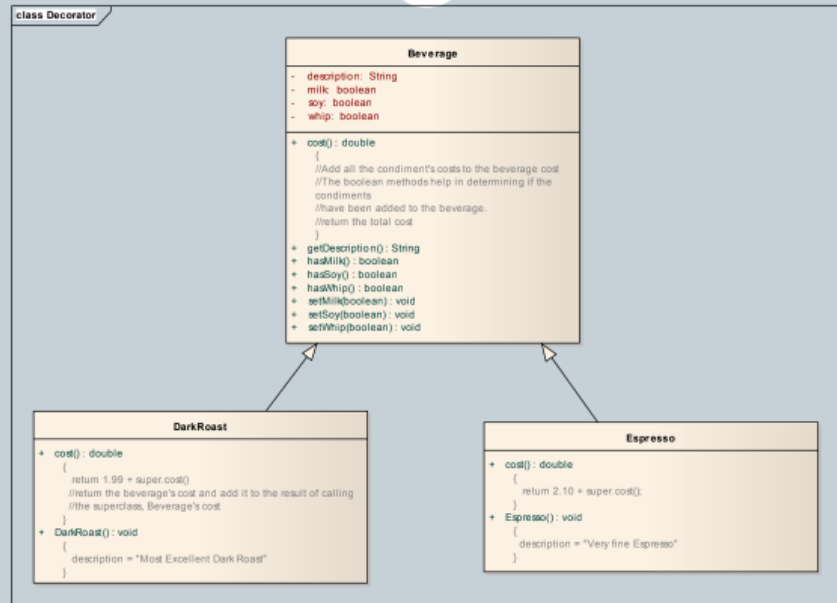 class Decorator
Beverage
- description: String
- milk: boolean
- soy: boolean
- whip: boolean
+ cost() : double
{
//Add all the condiment's costs to the beverage cost
//The boolean methods help in determining if the
condiments
//have been added to the beverage.
//return the total cost
}
+ getDescription() : String
+ hasMilk() : boolean
+ hasSoy() : boolean
+ hasWhip() : boolean
+ setMilk(boolean) : void
+ setSoy(boolean) : void
+ setWhip(boolean) : void
DarkRoast
+ cost() : double
{
return 1.99 + super.cost()
//return the beverage's cost and add it to the result of calling
//the superclass, Beverage's cost
}
+ DarkRoast() : void
{
description = "Most Excellent Dark Roast"
}
Espresso
+ cost() : double
{
return 2.10 + super.cost();
}
+ Espresso() : void
{
description = "Very fine Espresso"
}